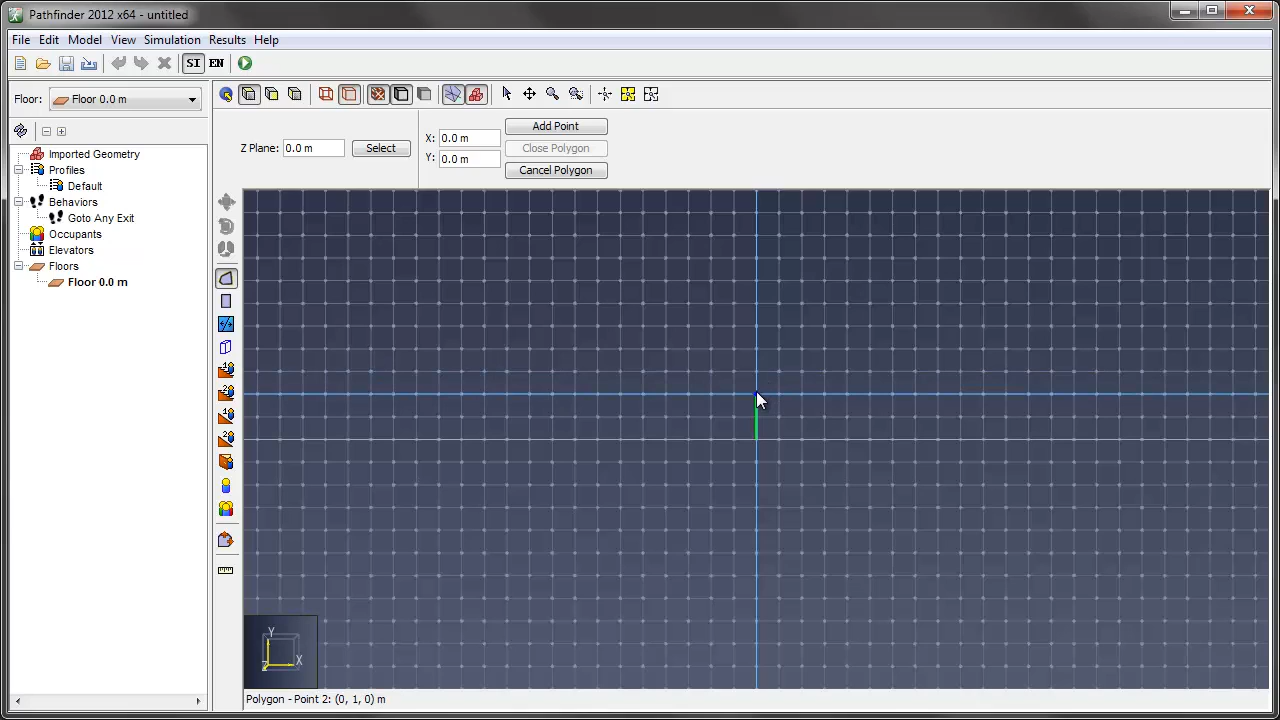 Pathfinder 2012 x64 - untitled
File Edit Model View Simulation Results Help
SI EN
Floor: Floor 0.0 m
Z Plane: 0.0 m Select
X: 0.0 m
Y: 0.0 m
Add Point
Close Polygon
Cancel Polygon
Imported Geometry
Profiles
Default
Behaviors
Goto Any Exit
Occupants
Elevators
Floors
Floor 0.0 m
Y
Z X
Polygon - Point 2: (0, 1, 0) m